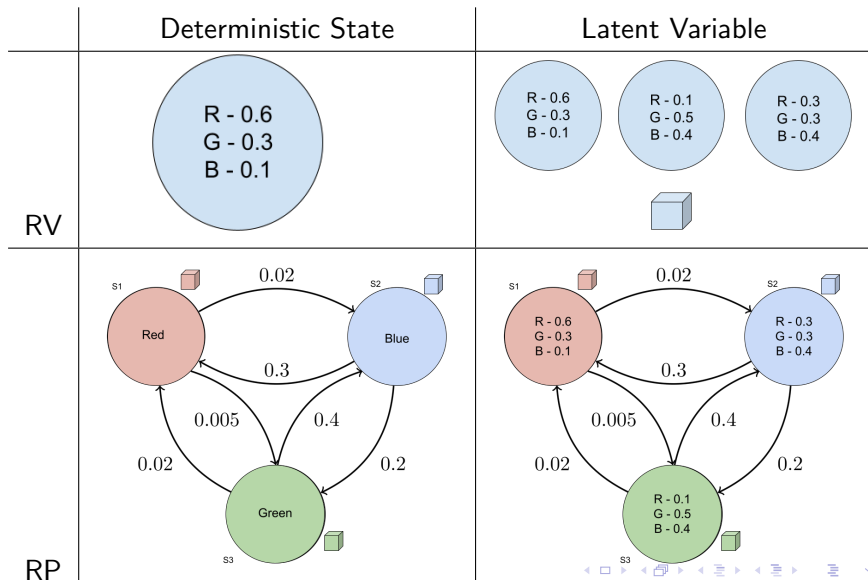 Deterministic State
Latent Variable
RV
R - 0.6
G - 0.3
B - 0.1
R - 0.6
G - 0.3
B - 0.1
R - 0.1
G - 0.5
B - 0.4
R - 0.3
G - 0.3
B - 0.4
RP
S1
Red
0.02
S2
Blue
0.3
0.005
0.4
0.02
0.2
Green
S3
S1
R - 0.6
G - 0.3
B - 0.1
0.02
S2
R - 0.3
G - 0.3
B - 0.4
0.3
0.005
0.4
0.02
0.2
R - 0.1
G - 0.5
B - 0.4
S3